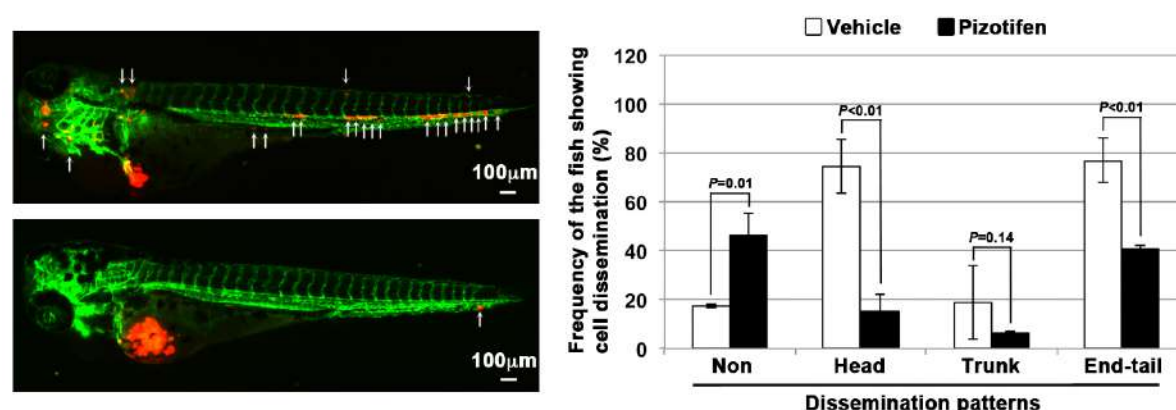 100μm
100μm
Vehicle Pizotifen
Frequency of the fish showing
cell dissemination (%)
120
100
80
60
40
20
0
P=0.01
P<0.01
P=0.14
P<0.01
Non Head Trunk End-tail
Dissemination patterns